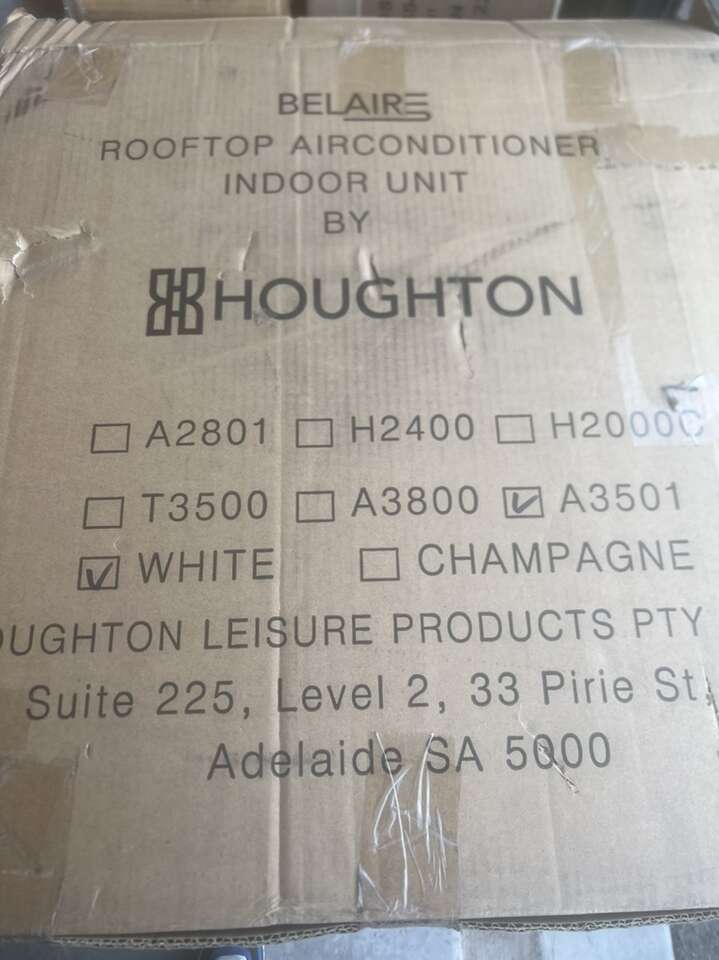 BELAIRE
ROOFTOP AIRCONDITIONER
INDOOR UNIT
BY
HOUGHTON
☐ A2801 ☐ H2400 ☐ H2000C
☐ T3500 ☐ A3800 ☑ A3501
☑ WHITE ☐ CHAMPAGNE
OUGHTON LEISURE PRODUCTS PTY
Suite 225, Level 2, 33 Pirie St,
Adelaide SA 5000